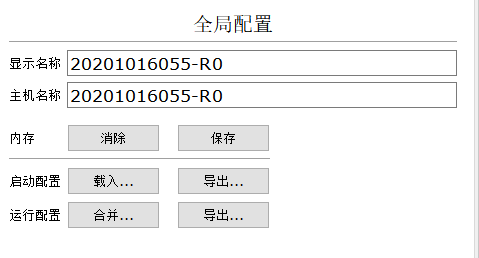 全局配置
显示名称 20201016055-R0
主机名称 20201016055-R0
内存 消除 保存
启动配置 载入... 导出...
运行配置 合并... 导出...